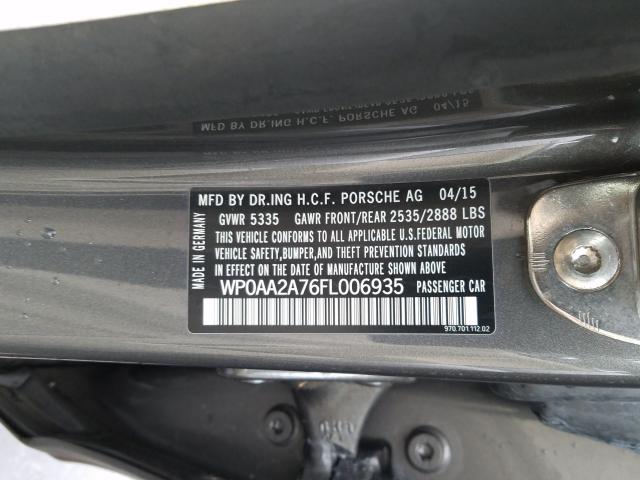 MFD BY DR.ING H.C.F. PORSCHE AG 04/15
MFD BY DR.ING H.C.F. PORSCHE AG 04/15
GVWR 5335 GAWR FRONT/REAR 2535/2888 LBS
THIS VEHICLE CONFORMS TO ALL APPLICABLE U.S.FEDERAL MOTOR
VEHICLE SAFETY,BUMPER,AND THEFT PREVENTION STANDARDS
IN EFFECT ON THE DATE OF MANUFACTURE SHOWN ABOVE.
WP0AA2A76FL006935 PASSENGER CAR
970.701.112.02
MADE IN GERMANY